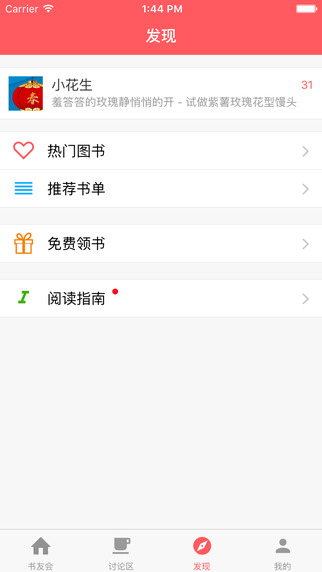 Carrier 1:44 PM
发现
春
小花生 31
羞答答的玫瑰静悄悄的开 - 试做紫薯玫瑰花型馒头
热门图书
推荐书单
免费领书
阅读指南
书友会 讨论区 发现 我的